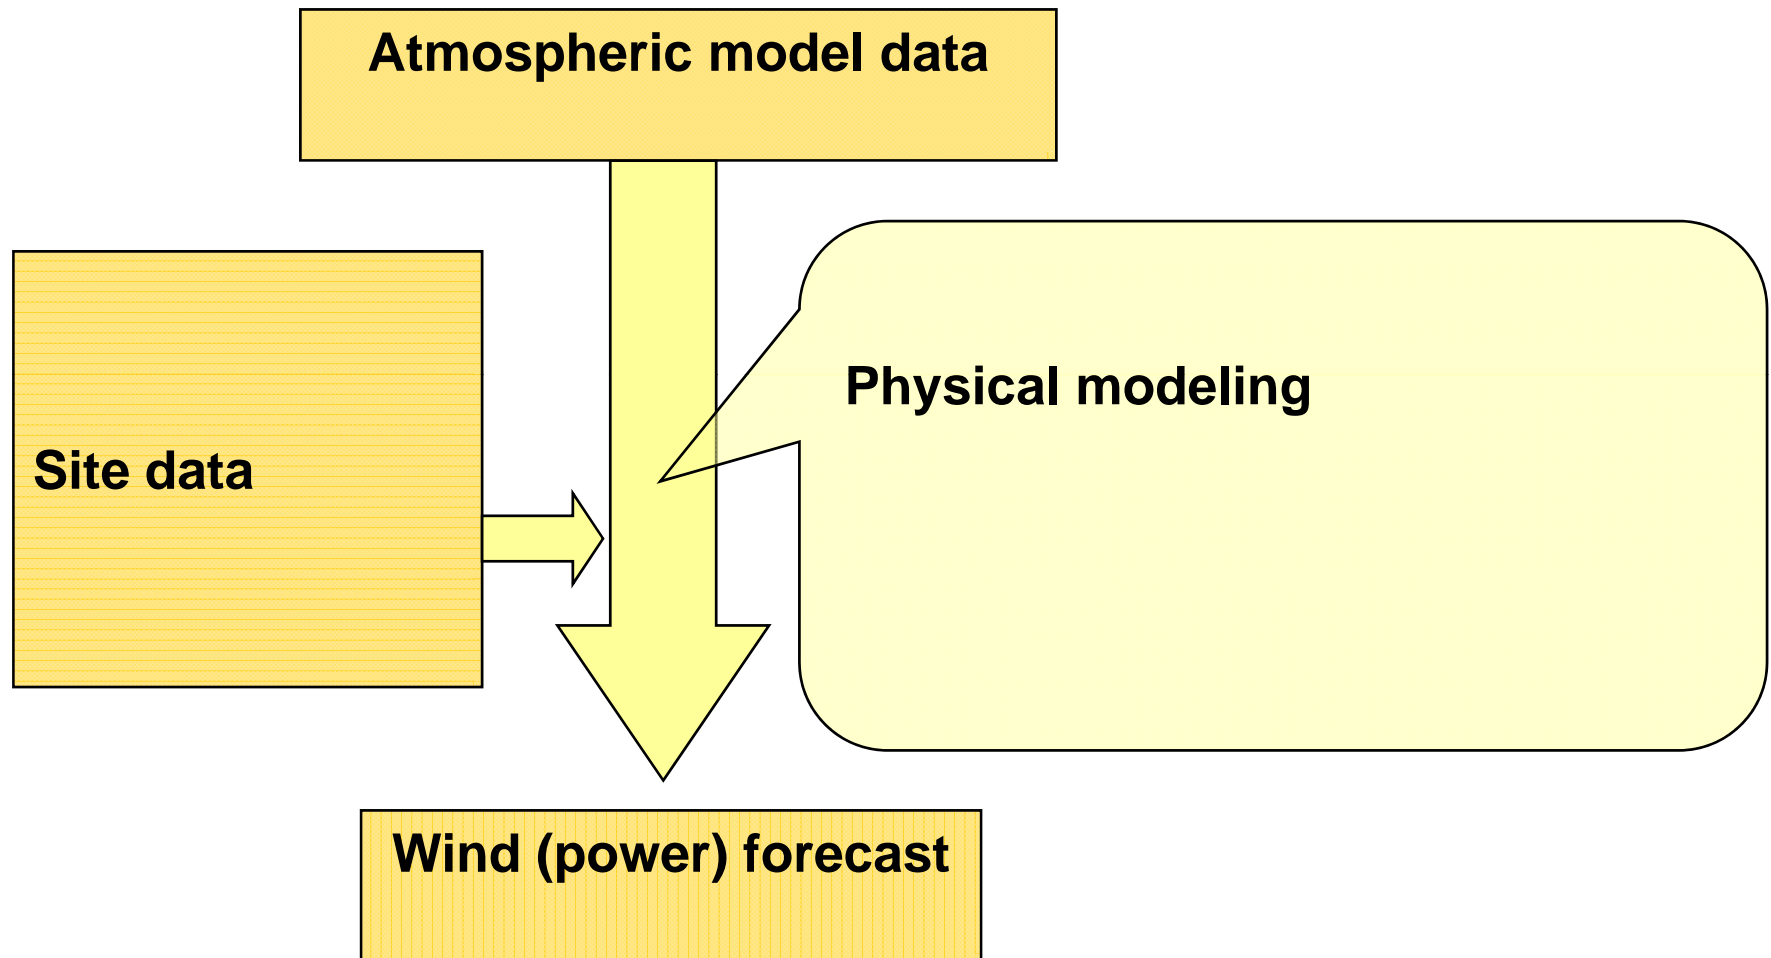 Atmospheric model data
Physical modeling
Site data
Wind (power) forecast